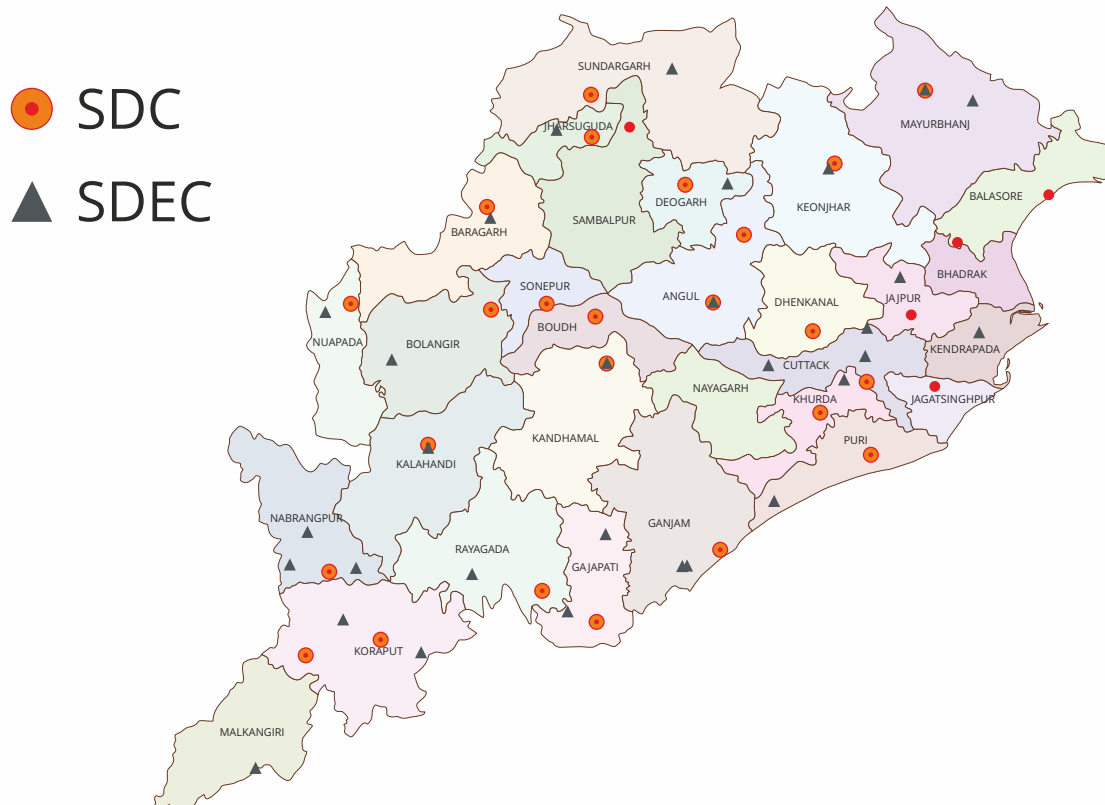 SDC
SDEC
SUNDARGARH
JHARSUGUDA
MAYURBHANJ
BALASORE
DEOGARH
KEONJHAR
SAMBALPUR
BARAGARH
BHADRAK
SONEPUR
ANGUL
DHENKANAL
JAJPUR
BOUDH
NUAPADA
BOLANGIR
KENDRAPADA
CUTTACK
NAYAGARH
KHURDA
JAGATSINGHPUR
KANDHAMAL
PURI
KALAHANDI
NABRANGPUR
GANJAM
RAYAGADA
GAJAPATI
KORAPUT
MALKANGIRI